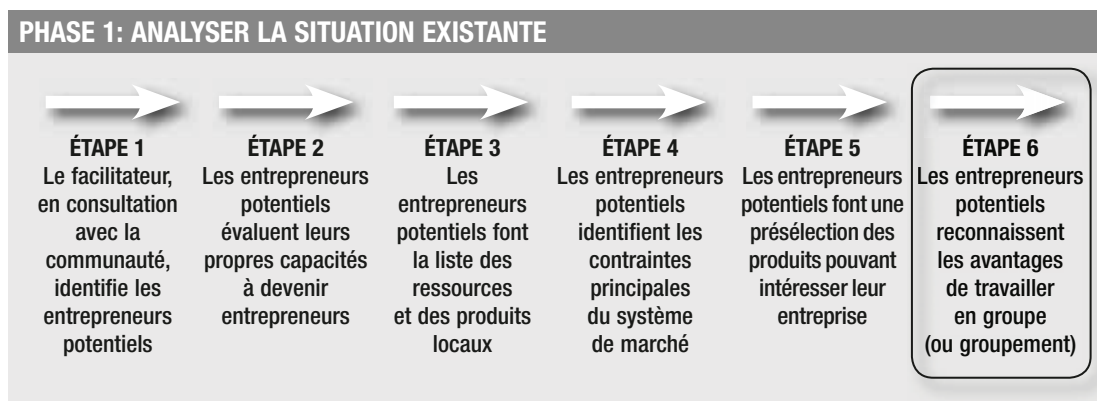 PHASE 1: ANALYSER LA SITUATION EXISTANTE
ÉTAPE 1
Le facilitateur,
en consultation
avec la
communauté,
identifie les
entrepreneurs
potentiels
ÉTAPE 2
Les entrepreneurs
potentiels
évaluent leurs
propres capacités
à devenir
entrepreneurs
ÉTAPE 3
Les
entrepreneurs
potentiels font
la liste des
ressources
et des produits
locaux
ÉTAPE 4
Les entrepreneurs
potentiels
identifient les
contraintes
principales
du système
de marché
ÉTAPE 5
Les entrepreneurs
potentiels font une
présélection des
produits pouvant
intéresser leur
entreprise
ÉTAPE 6
Les entrepreneurs
potentiels
reconnaissent
les avantages
de travailler
en groupe
(ou groupement)